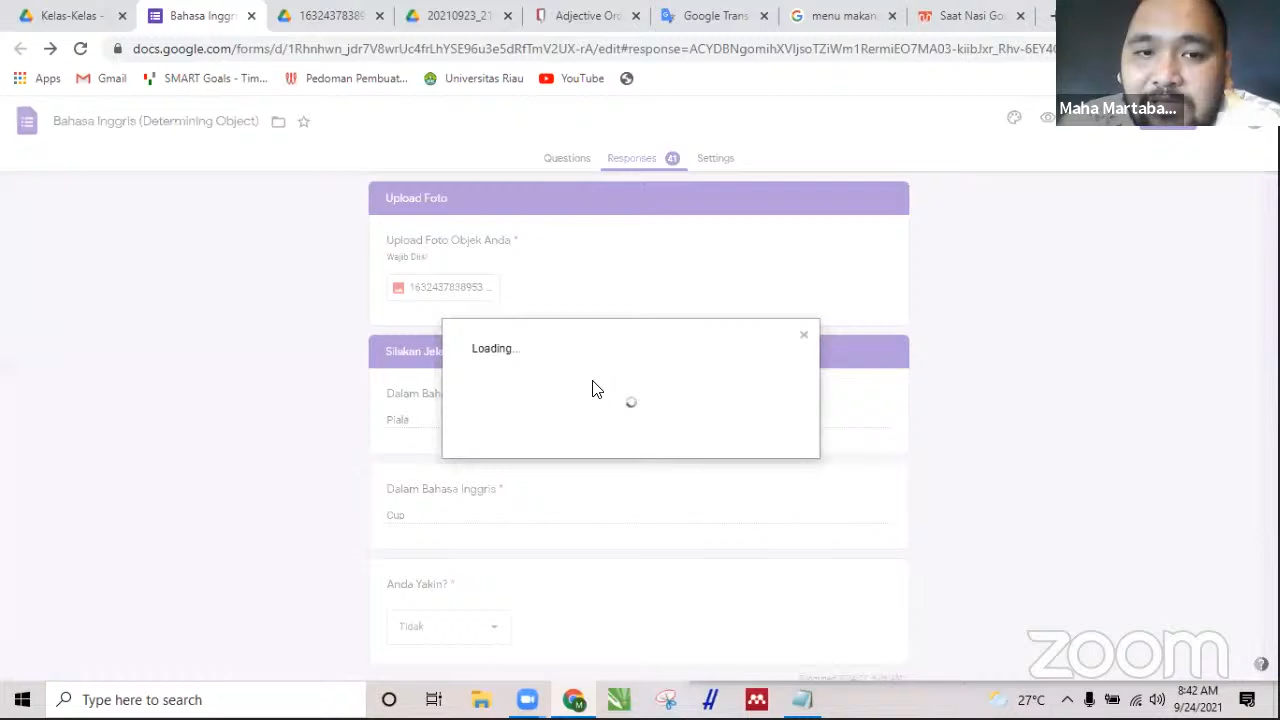 Kelas-Kelas -
Bahasa Inggr
1632437838
20210923_21
Adjective Ord
Google Trans
menu makan
Saat Nasi Go
docs.google.com/forms/d/1Rhnhwn_jdr7V8wrUc4frLhYSE96u3e5dRfTmV2UX-rA/edit#response=ACYDBNgomihXVljsoTZiWm1RermiEO7MA03-kiibJxr_Rhv-6EY4
Apps
Gmail
SMART Goals - Tim...
Pedoman Pembuat...
Universitas Riau
YouTube
Maha Martaba...
Bahasa Inggris (Determining Object)
Questions
Responses 41
Settings
Upload Foto
Upload Foto Objek Anda *
Wajib Diisi
1632437838953 ...
Silakan Jela
Loading...
Dalam Bah
Piala
Dalam Bahasa Inggris *
Cup
Anda Yakin? *
Tidak
zoom
Type here to search
27°C
8:42 AM
9/24/2021